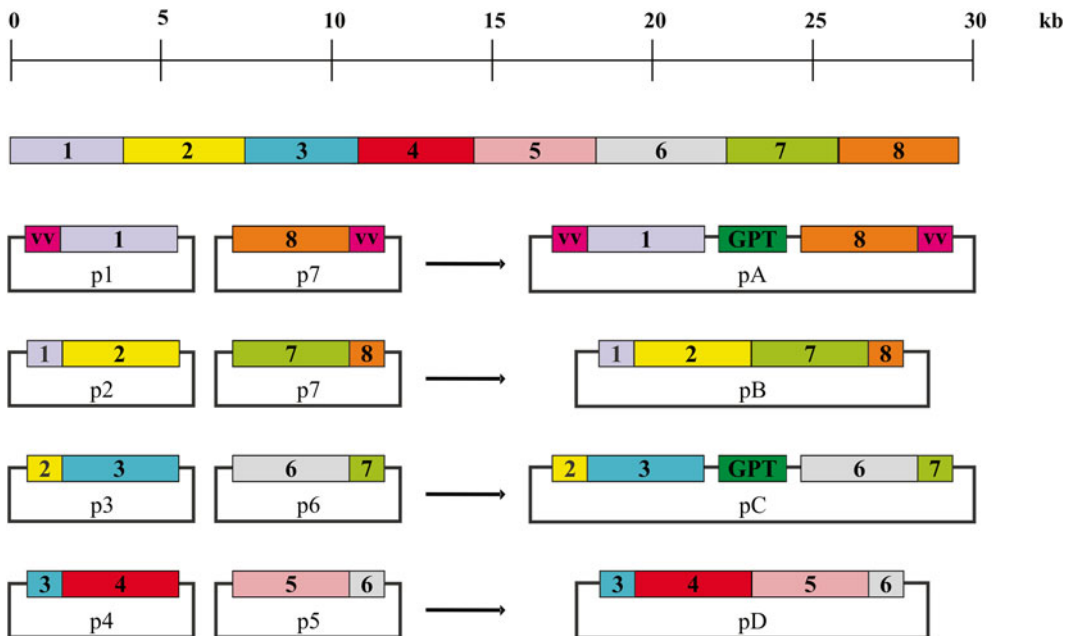 0 5 10 15 20 25 30 kb
1 2 3 4 5 6 7 8
vv 1 8 vv vv 1 GPT 8 vv
p1 p7 pA
1 2 7 8 1 2 7 8
p2 p7 pB
2 3 6 7 2 3 GPT 6 7
p3 p6 pC
3 4 5 6 3 4 5 6
p4 p5 pD